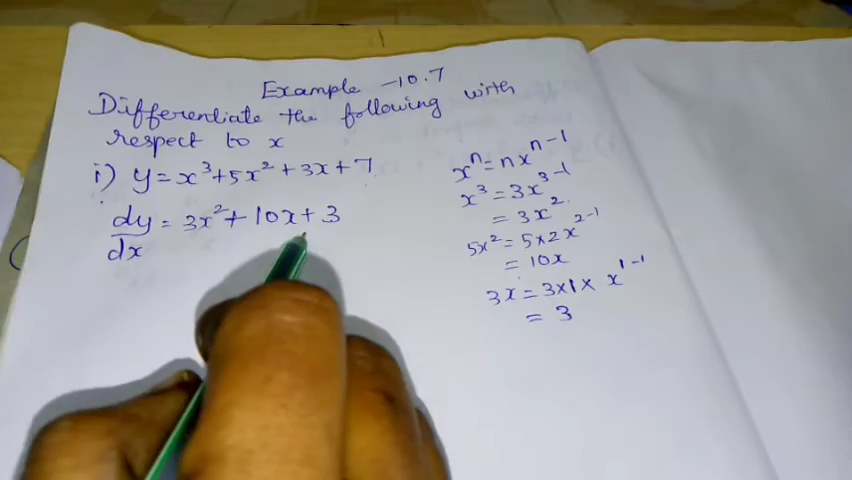 Example -10.7
Differentiate the following with
respect to x
i) y = x³+5x² + 3x + 7
dy/dx = 3x² + 10x + 3
xⁿ = nxⁿ⁻¹
x³ = 3x³⁻¹
= 3x²
5x² = 5×2x²⁻¹
= 10x
3x = 3×1× x¹⁻¹
= 3